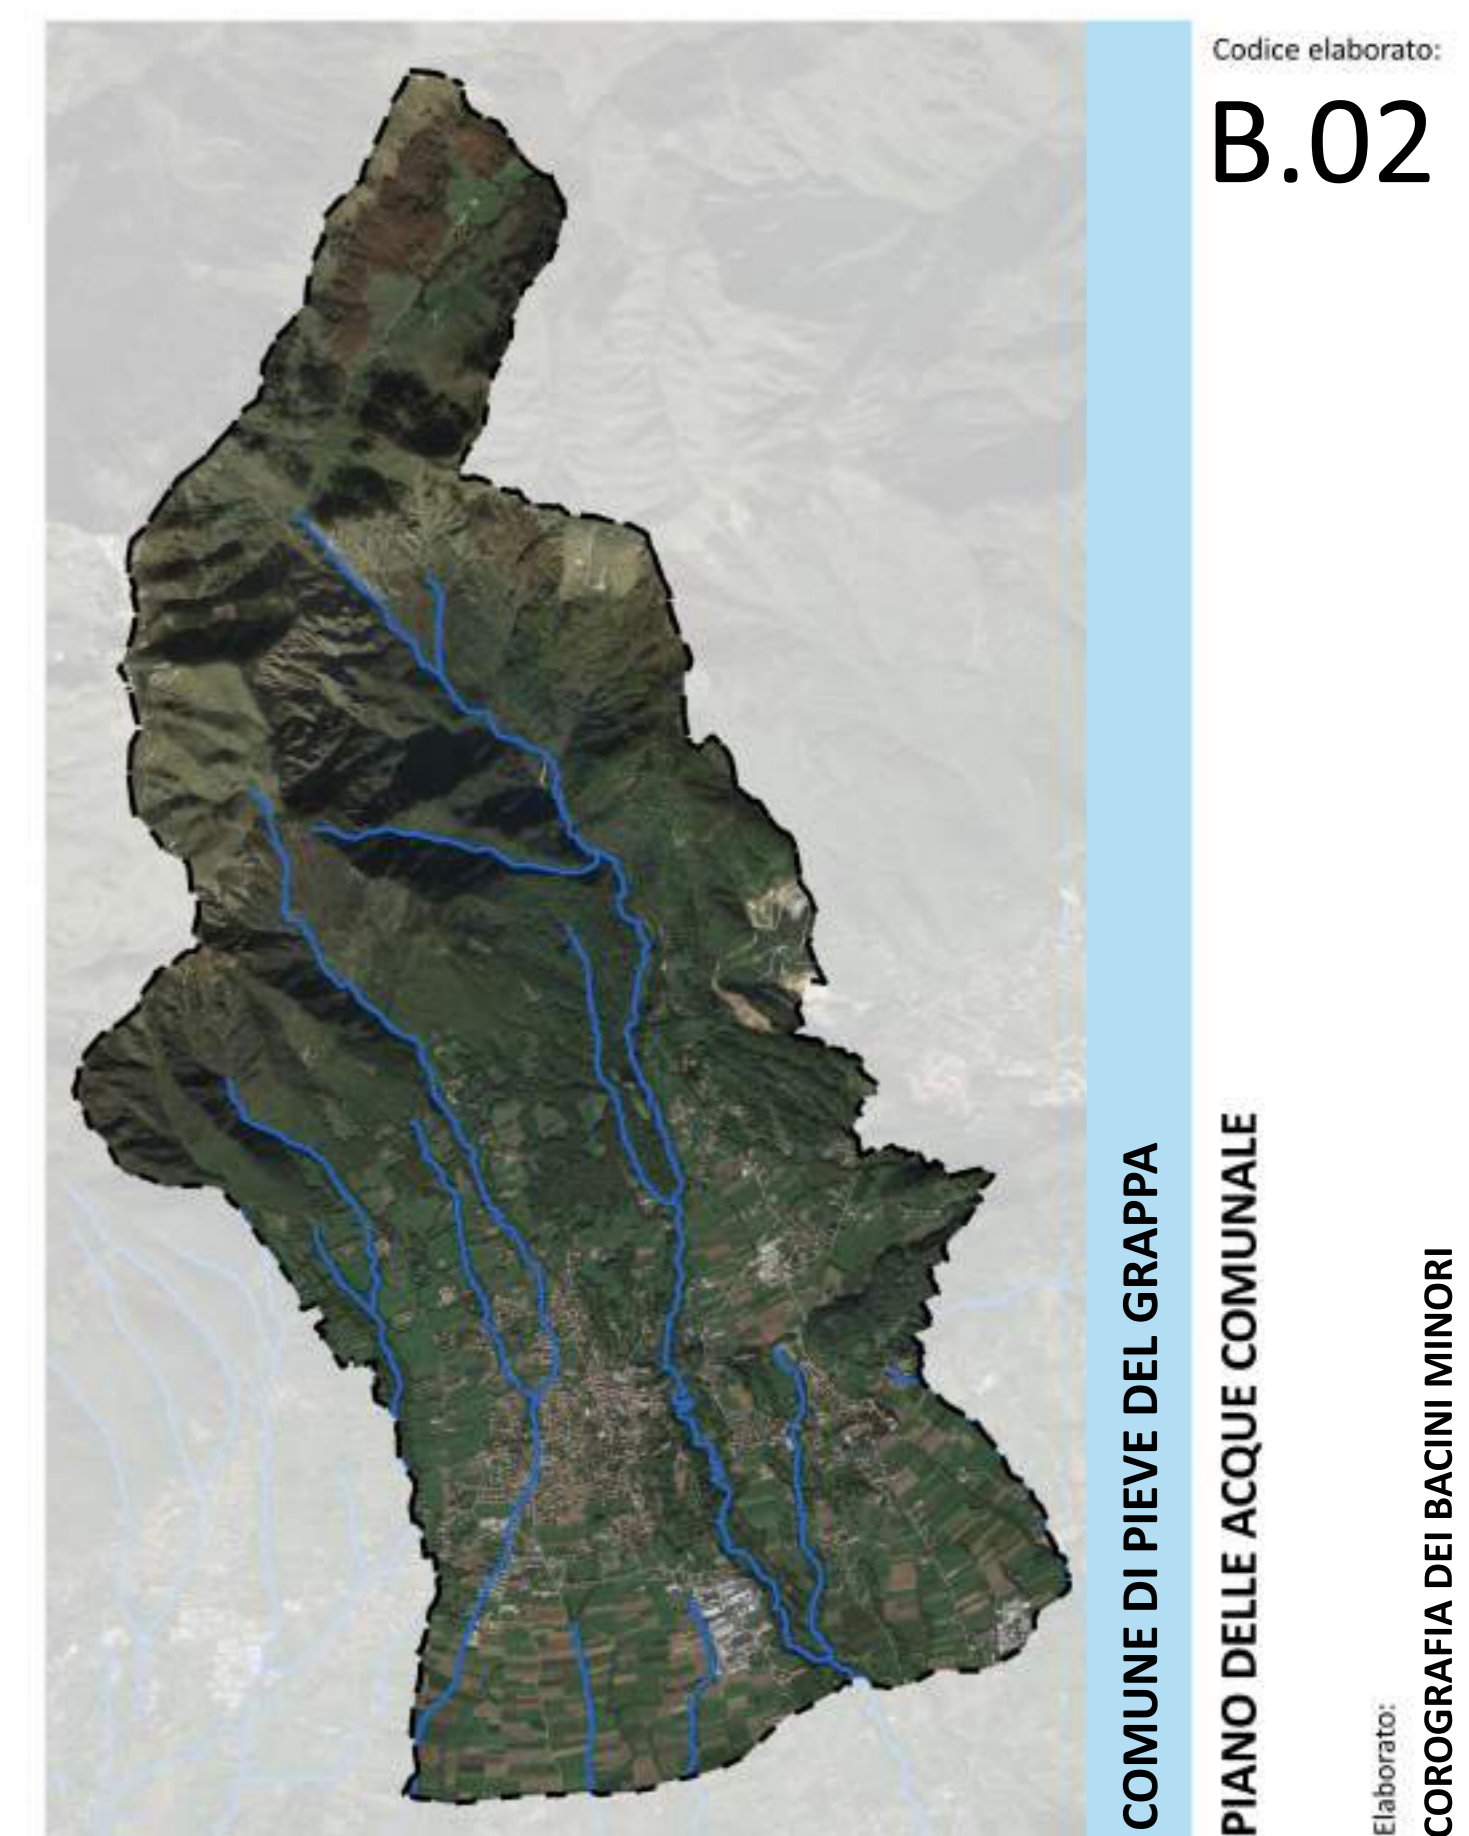 Codice elaborato:
B.02
COMUNE DI PIEVE DEL GRAPPA
PIANO DELLE ACQUE COMUNALE
Elaborato:
COROGRAFIA DEI BACINI MINORI